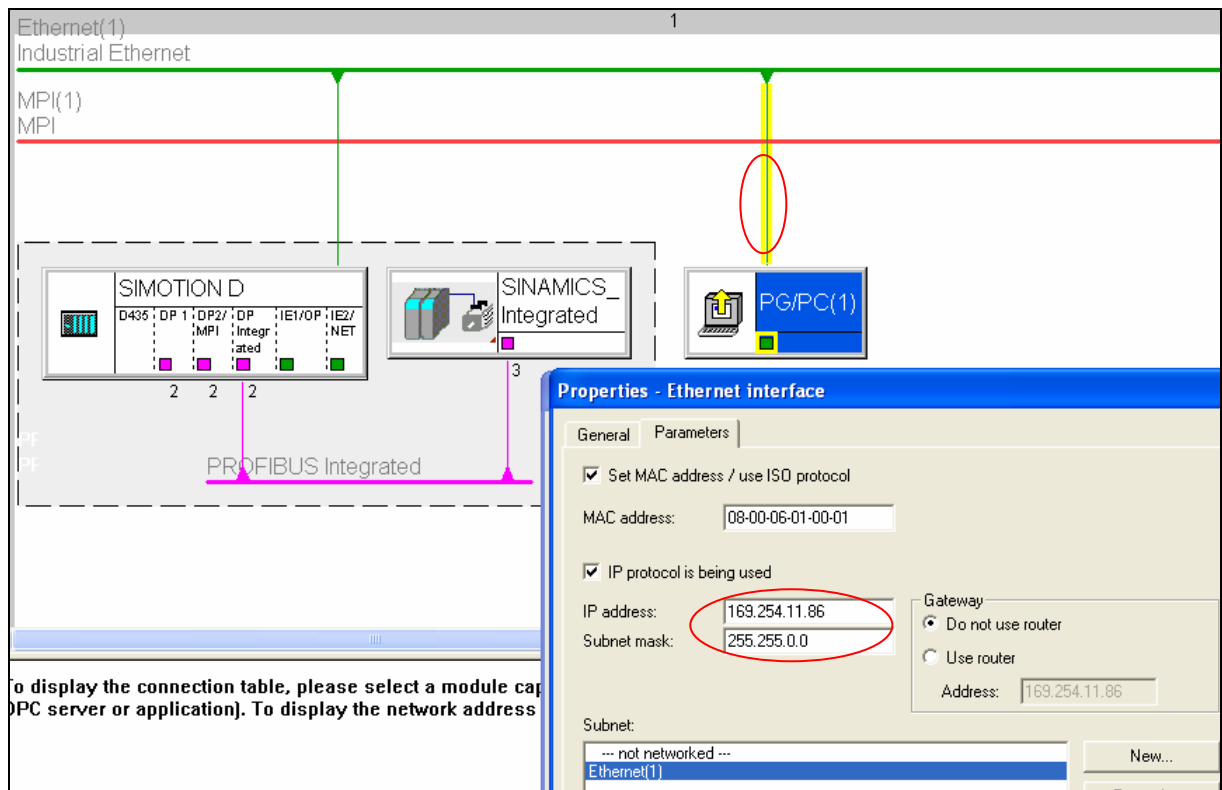 Ethernet(1)
1
Industrial Ethernet
MPI(1)
MPI
SIMOTION D
D435
DP 1
DP2/
MPI
DP
Integr
ated
IE1/OP
IE2/
NET
2
2
2
SINAMICS_
Integrated
3
PG/PC(1)
PROFIBUS Integrated
Properties - Ethernet interface
General
Parameters
Set MAC address / use ISO protocol
MAC address:
08-00-06-01-00-01
IP protocol is being used
IP address:
169.254.11.86
Subnet mask:
255.255.0.0
Gateway
Do not use router
Use router
Address:
169.254.11.86
Subnet:
--- not networked ---
Ethernet(1)
New...
To display the connection table, please select a module cap
OPC server or application). To display the network address